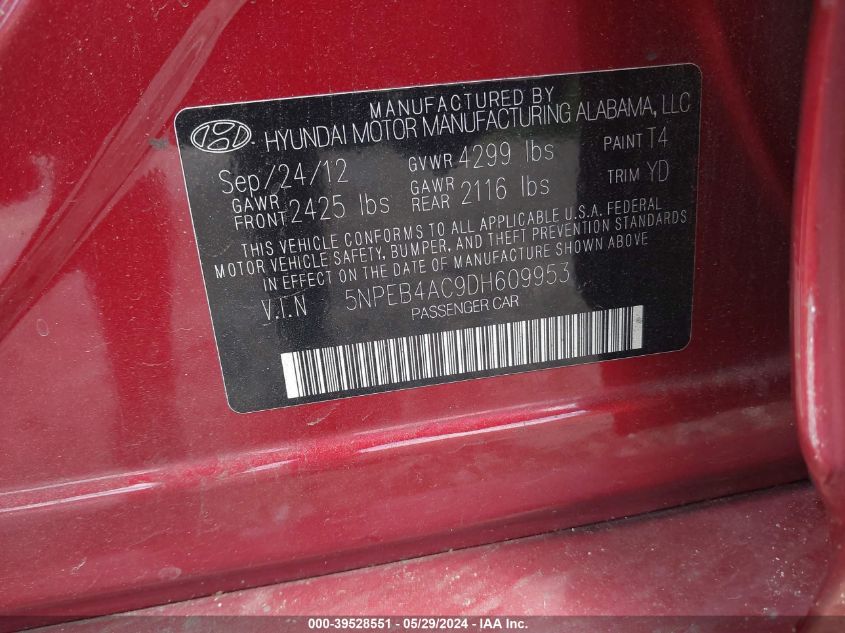 MANUFACTURED BY
HYUNDAI MOTOR MANUFACTURING ALABAMA, LLC
Sep/24/12 GVWR 4299 lbs PAINT T4
GAWR FRONT 2425 lbs GAWR REAR 2116 lbs TRIM YD
THIS VEHICLE CONFORMS TO ALL APPLICABLE U.S.A. FEDERAL
MOTOR VEHICLE SAFETY, BUMPER, AND THEFT PREVENTION STANDARDS
IN EFFECT ON THE DATE OF MANUFACTURE SHOWN ABOVE
V.I.N 5NPEB4AC9DH609953
PASSENGER CAR
000-39528551 - 05/29/2024 - IAA Inc.